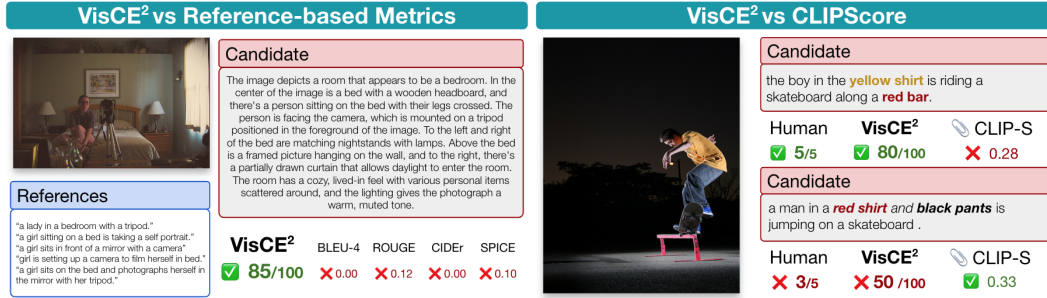 VisCE² vs Reference-based Metrics
Candidate
The image depicts a room that appears to be a bedroom. In the
center of the image is a bed with a wooden headboard, and
there's a person sitting on the bed with their legs crossed. The
person is facing the camera, which is mounted on a tripod
positioned in the foreground of the image. To the left and right
of the bed are matching nightstands with lamps. Above the bed
is a framed picture hanging on the wall, and to the right, there's
a partially drawn curtain that allows daylight to enter the room.
The room has a cozy, lived-in feel with various personal items
scattered around, and the lighting gives the photograph a
warm, muted tone.
References
"a lady in a bedroom with a tripod."
"a girl sitting on a bed is taking a self portrait."
"a girl sits in front of a mirror with a camera"
"girl is setting up a camera to film herself in bed."
"a girl sits on the bed and photographs herself in
the mirror with her tripod."
VisCE² BLEU-4 ROUGE CIDEr SPICE
✅ 85/100 ❌ 0.00 ❌ 0.12 ❌ 0.00 ❌ 0.10
VisCE² vs CLIPScore
Candidate
the boy in the yellow shirt is riding a
skateboard along a red bar.
Human VisCE² 📎 CLIP-S
✅ 5/5 ✅ 80/100 ❌ 0.28
Candidate
a man in a red shirt and black pants is
jumping on a skateboard .
Human VisCE² 📎 CLIP-S
❌ 3/5 ❌ 50 /100 ✅ 0.33